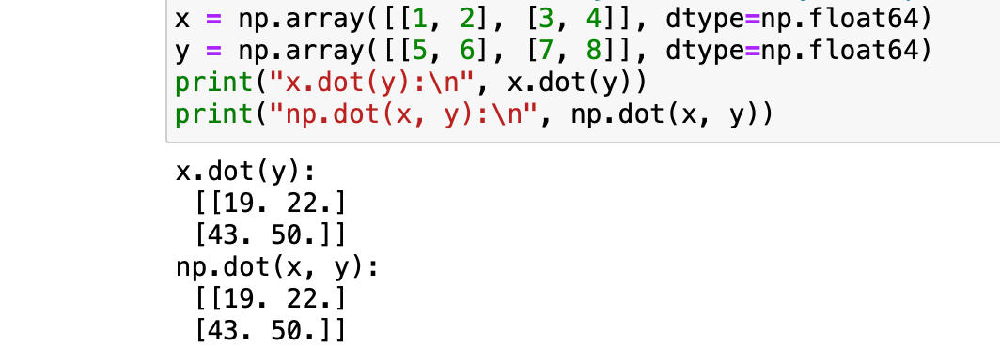 x = np.array([[1, 2], [3, 4]], dtype=np.float64)
y = np.array([[5, 6], [7, 8]], dtype=np.float64)
print("x.dot(y):\n", x.dot(y))
print("np.dot(x, y):\n", np.dot(x, y))
x.dot(y):
 [[19. 22.]
 [43. 50.]]
np.dot(x, y):
 [[19. 22.]
 [43. 50.]]